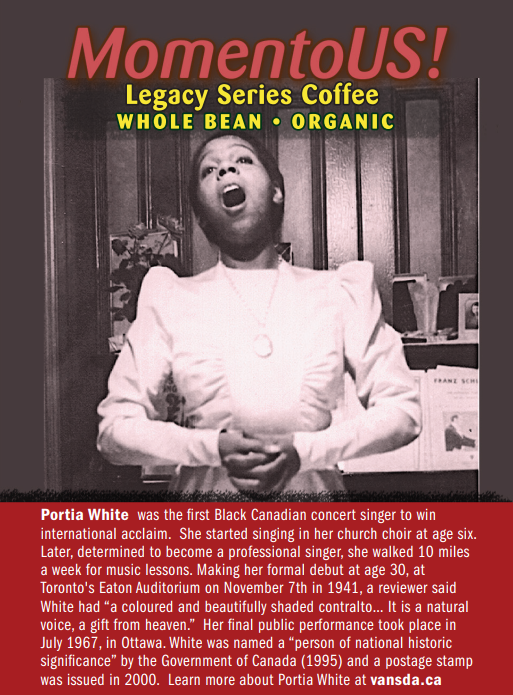 MomentoUS!
Legacy Series Coffee
WHOLE BEAN • ORGANIC
FRANZ SCH
Portia White was the first Black Canadian concert singer to win
international acclaim. She started singing in her church choir at age six.
Later, determined to become a professional singer, she walked 10 miles
a week for music lessons. Making her formal debut at age 30, at
Toronto's Eaton Auditorium on November 7th in 1941, a reviewer said
White had “a coloured and beautifully shaded contralto... It is a natural
voice, a gift from heaven.” Her final public performance took place in
July 1967, in Ottawa. White was named a “person of national historic
significance” by the Government of Canada (1995) and a postage stamp
was issued in 2000. Learn more about Portia White at vansda.ca